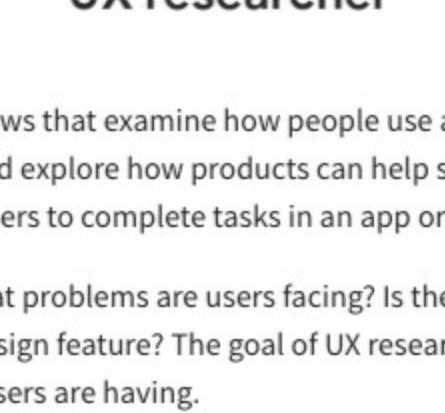 UX researcher
ws that examine how people use a
d explore how products can help s
ers to complete tasks in an app or
at problems are users facing? Is the
sign feature? The goal of UX resear
sers are having.